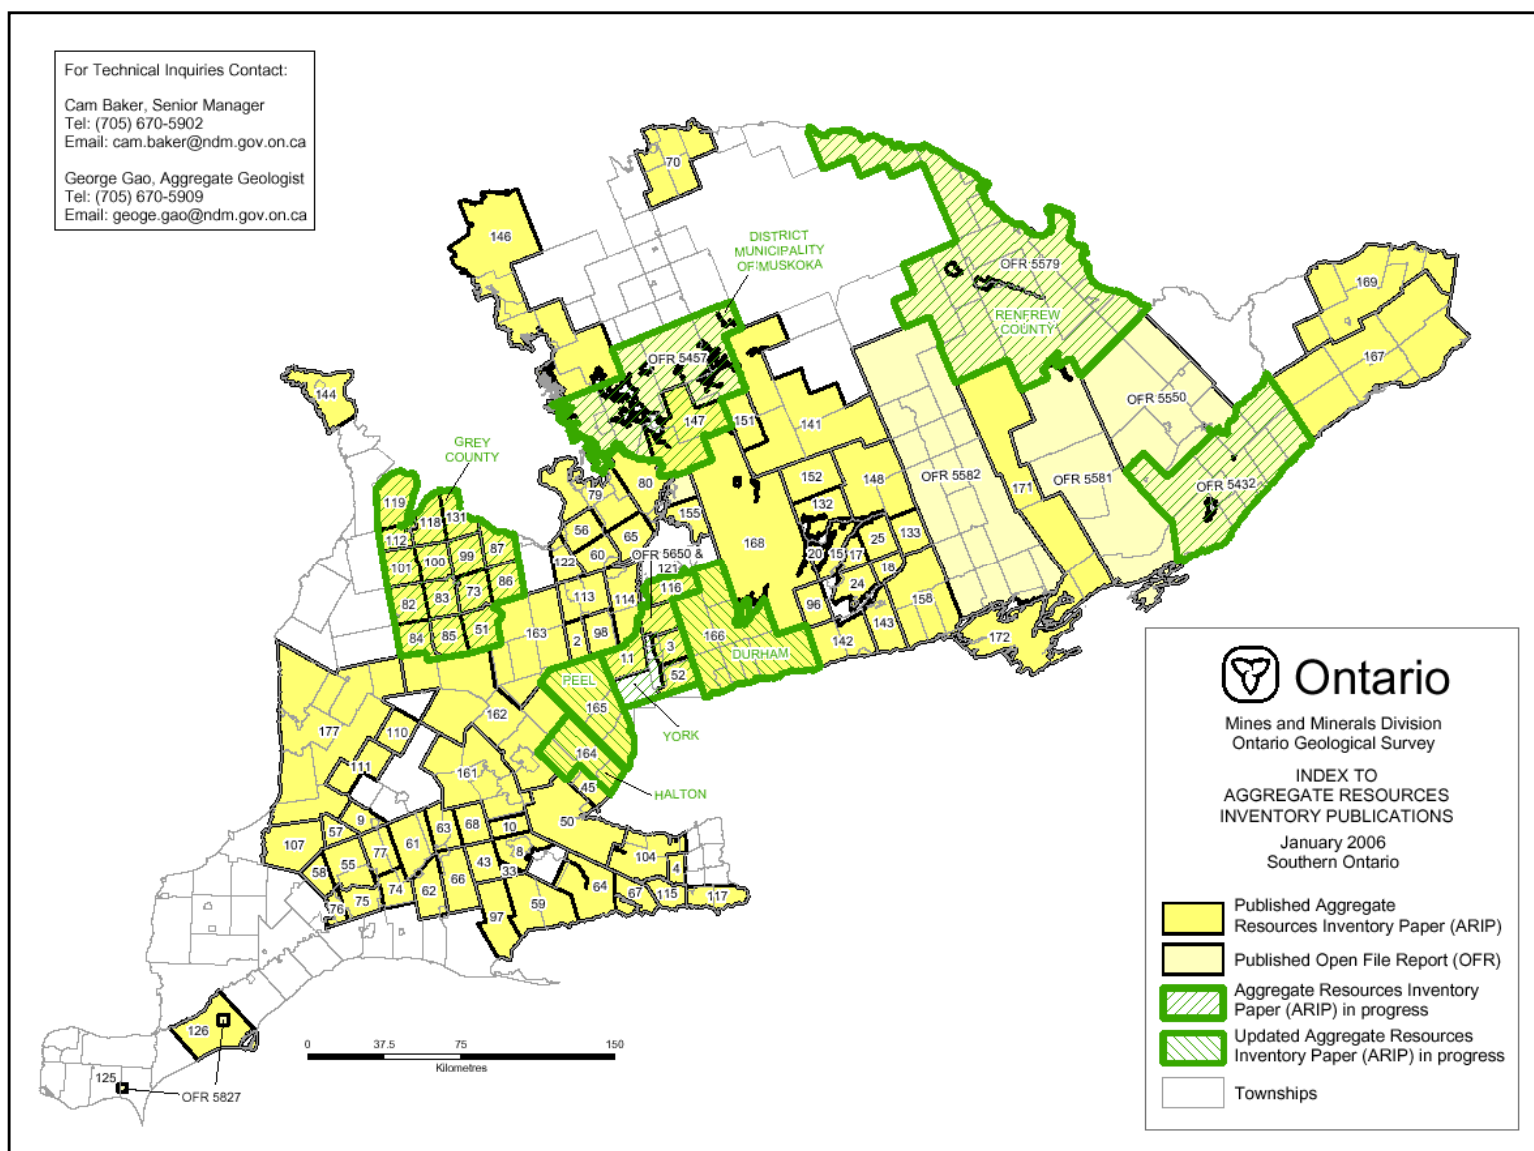 For Technical Inquiries Contact:
Cam Baker, Senior Manager
Tel: (705) 670-5902
Email: cam.baker@ndm.gov.on.ca
George Gao, Aggregate Geologist
Tel: (705) 670-5909
Email: geoge.gao@ndm.gov.on.ca
70
146
DISTRICT
MUNICIPALITY
OF MUSKOKA
OFR 5579
RENFREW
COUNTY
169
167
OFR 5457
144
147
151
141
OFR 5550
GREY
COUNTY
OFR 5582
171
OFR 5581
OFR 5432
119
118
131
112
79
80
152
148
132
155
56
65
60
122
168
20
15
17
25
133
18
24
OFR 5650 &
121
87
99
100
101
86
73
83
82
116
113
114
96
158
51
85
84
163
2
98
11
3
52
166
DURHAM
142
143
172
PEEL
165
YORK
162
177
110
164
HALTON
111
161
45
9
57
107
63
68
10
50
61
77
55
58
8
43
33
104
4
66
62
74
75
76
64
67
115
117
59
97
126
125
OFR 5827
0 37.5 75 150
Kilometres
Ontario
Mines and Minerals Division
Ontario Geological Survey
INDEX TO
AGGREGATE RESOURCES
INVENTORY PUBLICATIONS
January 2006
Southern Ontario
Published Aggregate
Resources Inventory Paper (ARIP)
Published Open File Report (OFR)
Aggregate Resources Inventory
Paper (ARIP) in progress
Updated Aggregate Resources
Inventory Paper (ARIP) in progress
Townships